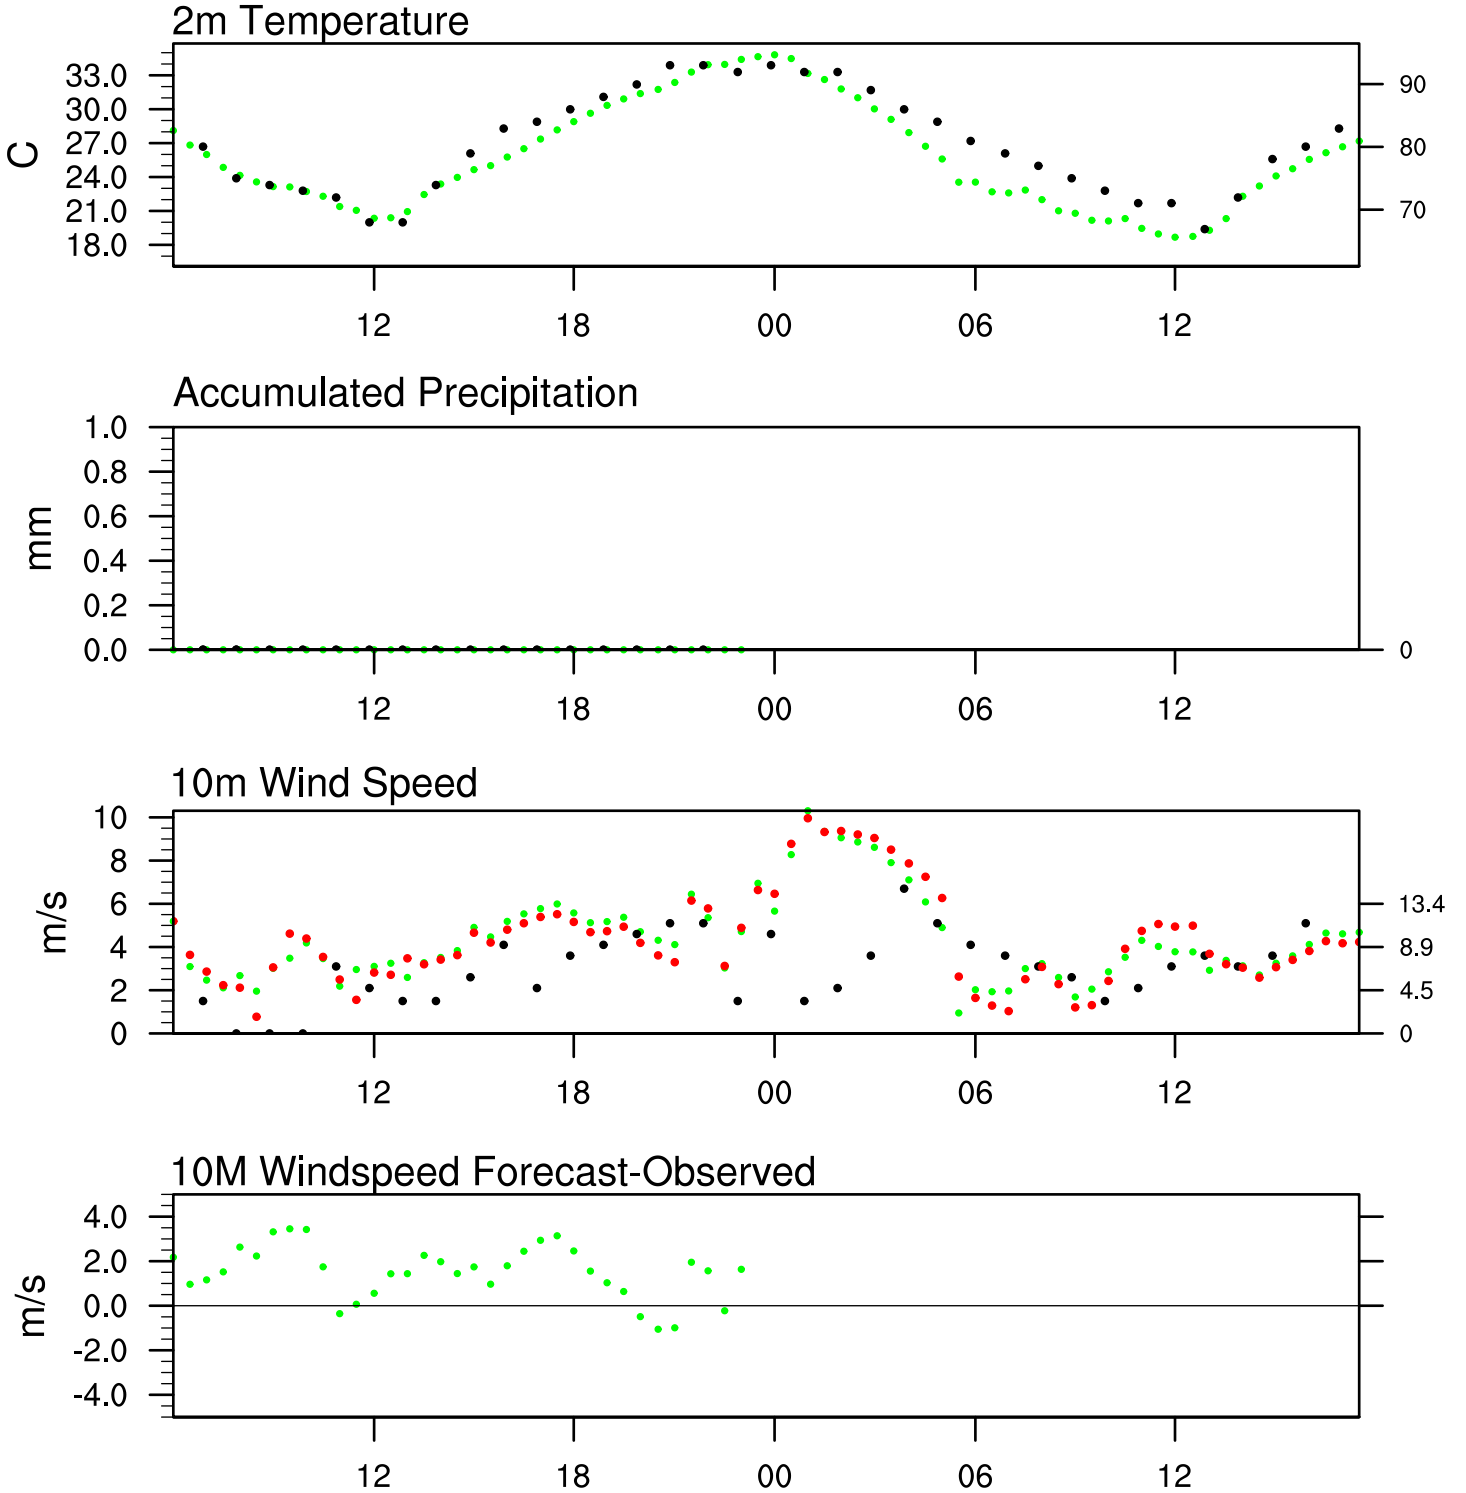 2m Temperature
33.0
30.0
27.0
24.0
21.0
18.0
C
90
80
70
12 18 00 06 12
Accumulated Precipitation
1.0
0.8
0.6
0.4
0.2
0.0
mm
0
12 18 00 06 12
10m Wind Speed
10
8
6
4
2
0
m/s
13.4
8.9
4.5
0
12 18 00 06 12
10M Windspeed Forecast-Observed
4.0
2.0
0.0
-2.0
-4.0
m/s
12 18 00 06 12